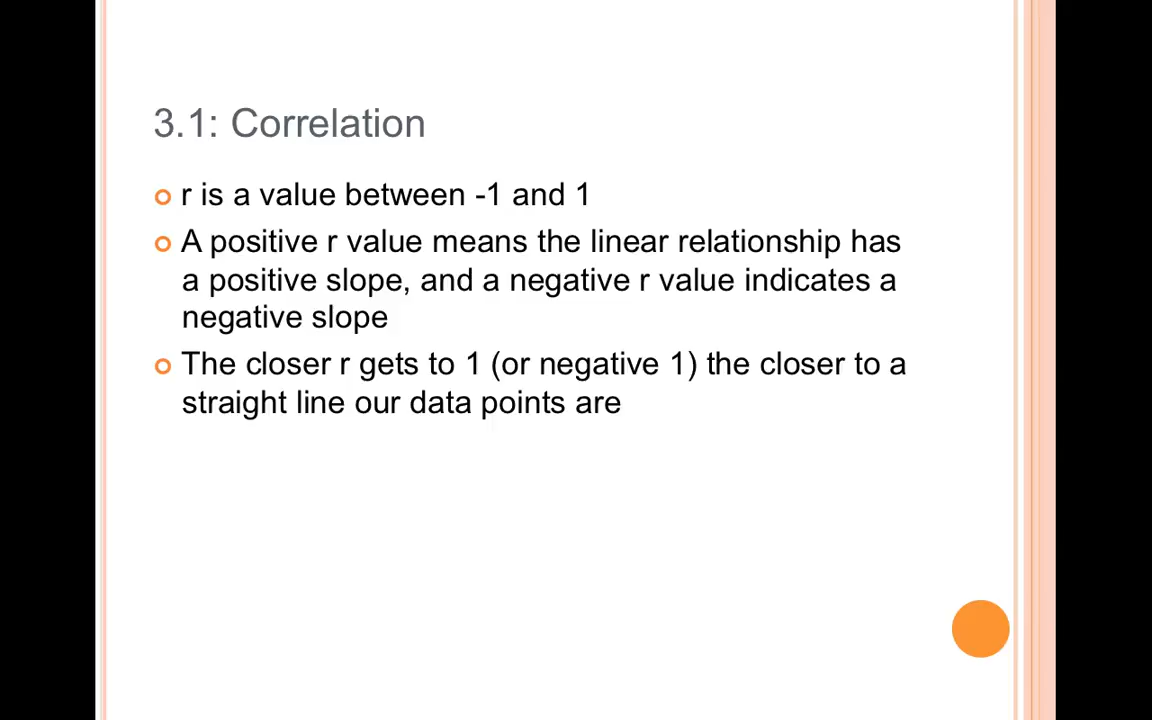 3.1: Correlation
r is a value between -1 and 1
A positive r value means the linear relationship has
a positive slope, and a negative r value indicates a
negative slope
The closer r gets to 1 (or negative 1) the closer to a
straight line our data points are